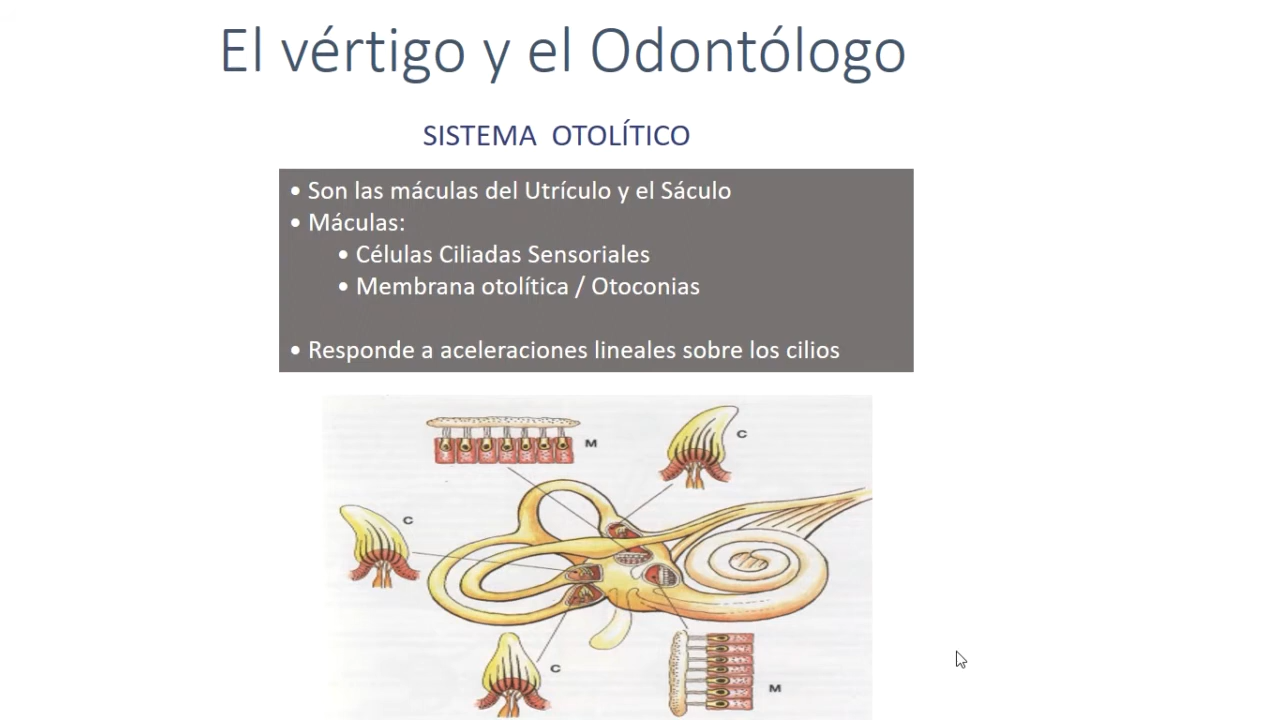 El vértigo y el Odontólogo
SISTEMA OTOLÍTICO
• Son las máculas del Utrículo y el Sáculo
• Máculas:
• Células Ciliadas Sensoriales
• Membrana otolítica / Otoconias
• Responde a aceleraciones lineales sobre los cilios
M
C
C
C
M